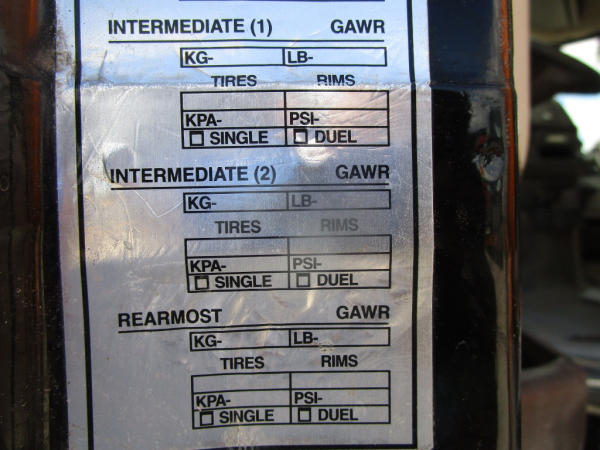 INTERMEDIATE (1) GAWR
KG- LB-
TIRES RIMS
KPA- PSI-
SINGLE DUEL
INTERMEDIATE (2) GAWR
KG- LB-
TIRES RIMS
KPA- PSI-
SINGLE DUEL
REARMOST GAWR
KG- LB-
TIRES RIMS
KPA- PSI-
SINGLE DUEL